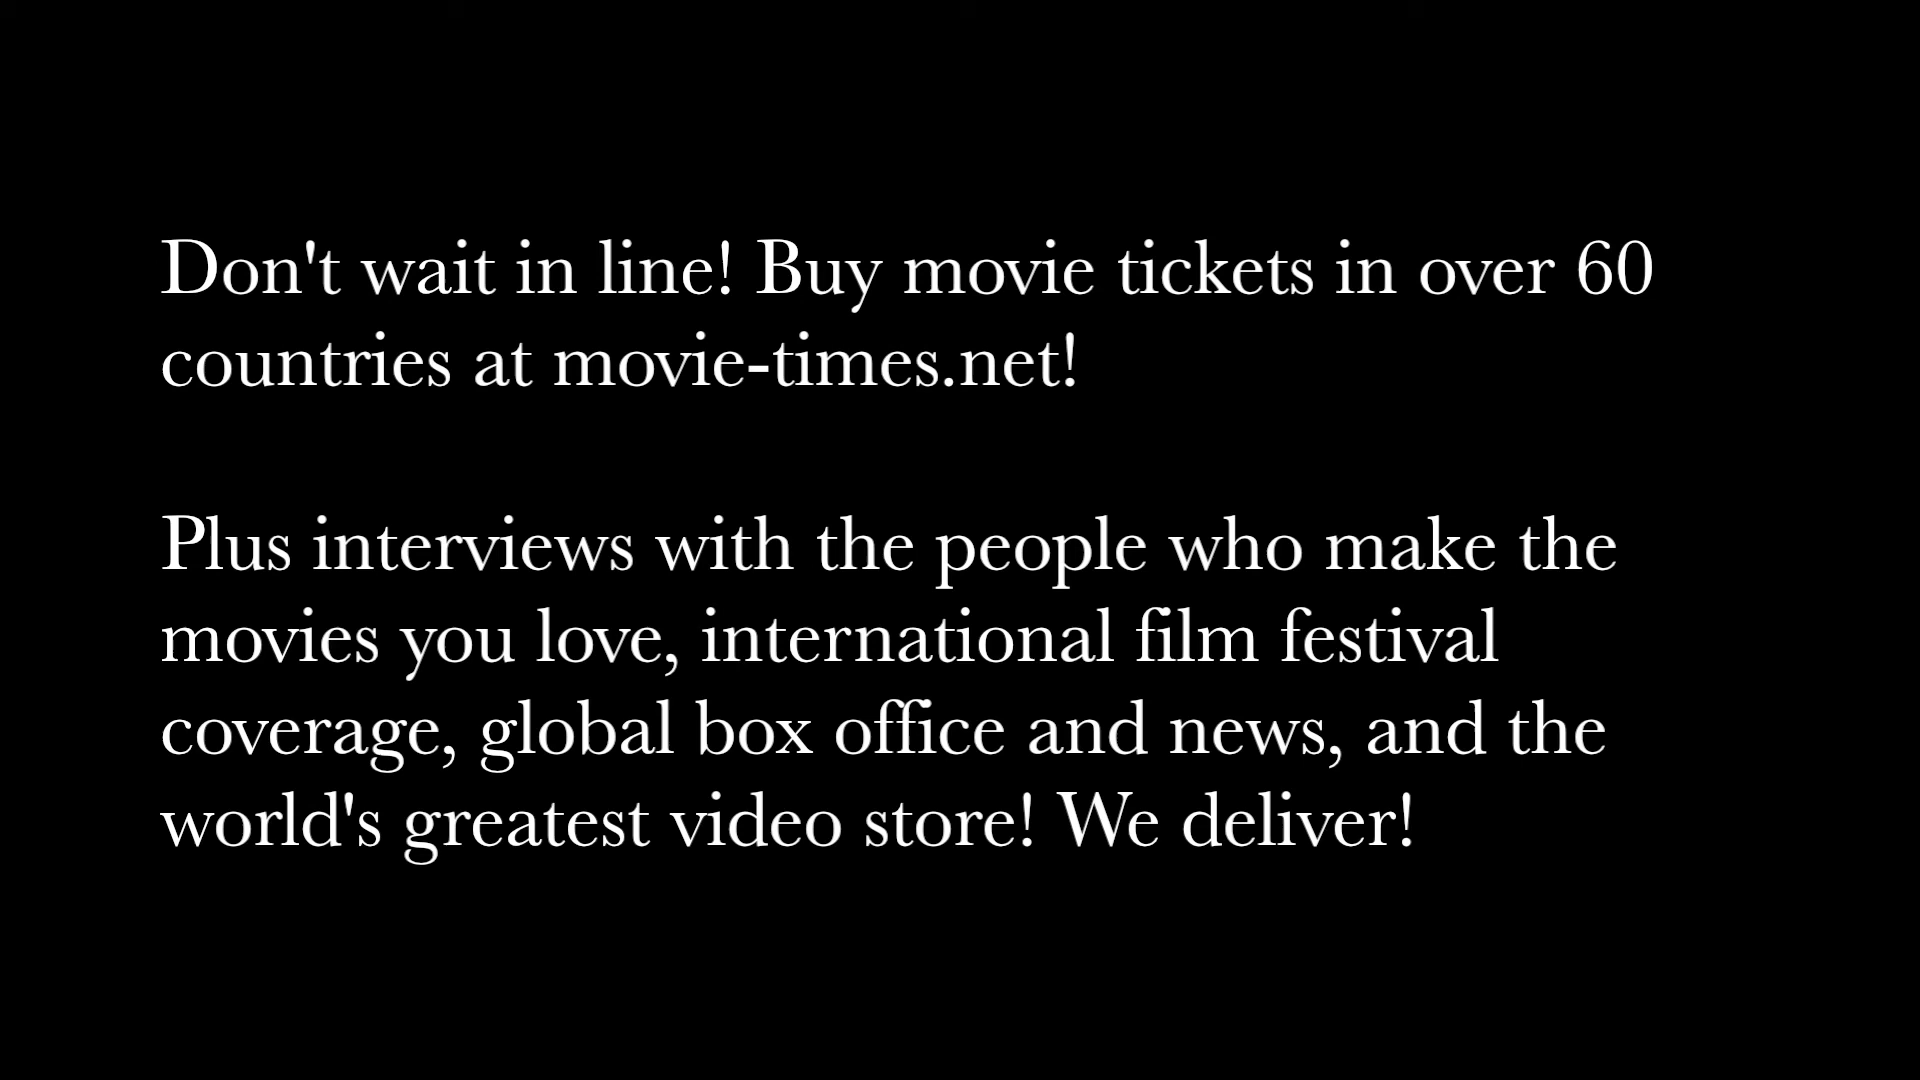 Don't wait in line! Buy movie tickets in over 60
countries at movie-times.net!
Plus interviews with the people who make the
movies you love, international film festival
coverage, global box office and news, and the
world's greatest video store! We deliver!